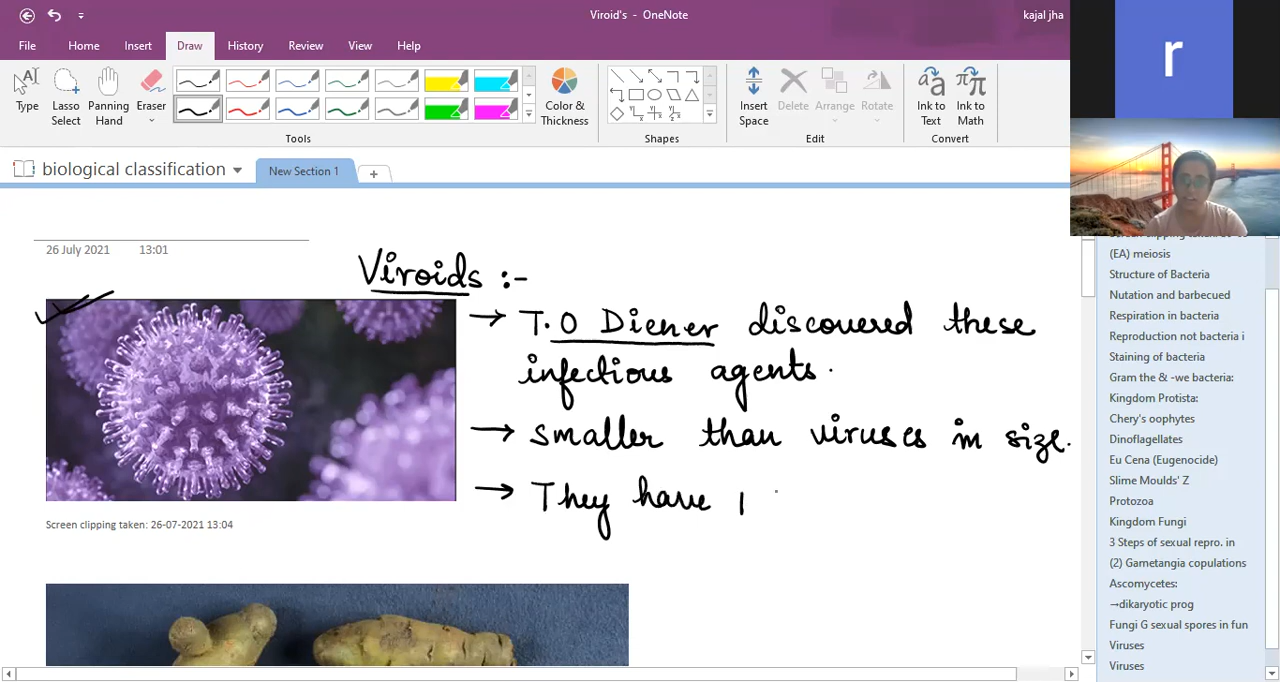 Viroid's - OneNote
kajal jha
r
File
Home
Insert
Draw
History
Review
View
Help
Type
Lasso Select
Panning Hand
Eraser
Color & Thickness
Insert Space
Delete
Arrange
Rotate
Ink to Text
Ink to Math
Tools
Shapes
Edit
Convert
biological classification
New Section 1
26 July 2021 13:01
Viroids :-
→ T.O Diener discovered these
infectious agents.
→ Smaller than viruses in size.
→ They have
Screen clipping taken: 26-07-2021 13:04
(EA) meiosis
Structure of Bacteria
Nutation and barbecued
Respiration in bacteria
Reproduction not bacteria i
Staining of bacteria
Gram the & -we bacteria:
Kingdom Protista:
Chery's oophytes
Dinoflagellates
Eu Cena (Eugenocide)
Slime Moulds' Z
Protozoa
Kingdom Fungi
3 Steps of sexual repro. in
(2) Gametangia copulations
Ascomycetes:
→dikaryotic prog
Fungi G sexual spores in fun
Viruses
Viruses